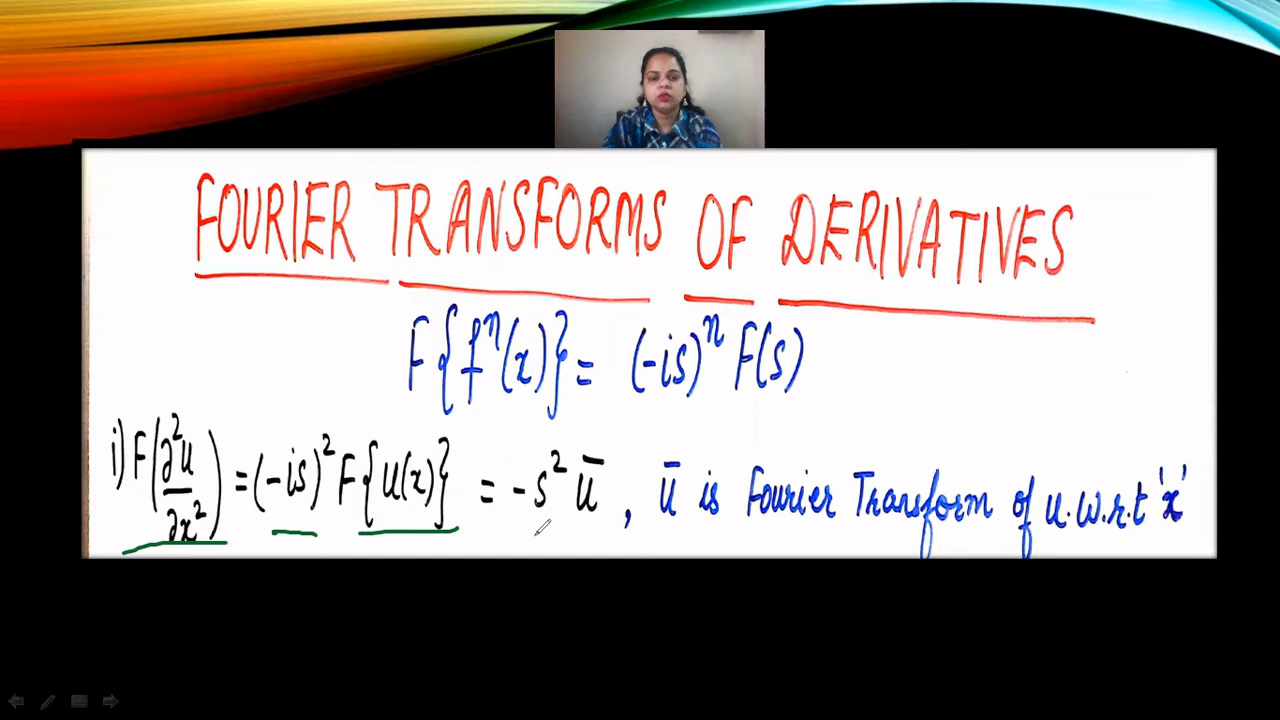 FOURIER TRANSFORMS OF DERIVATIVES
F{fⁿ(x)} = (-is)ⁿ F(s)
i) F(∂²u/∂x²) = (-is)² F{u(x)} = -s² ū , ū is Fourier Transform of u.w.r.t 'x'